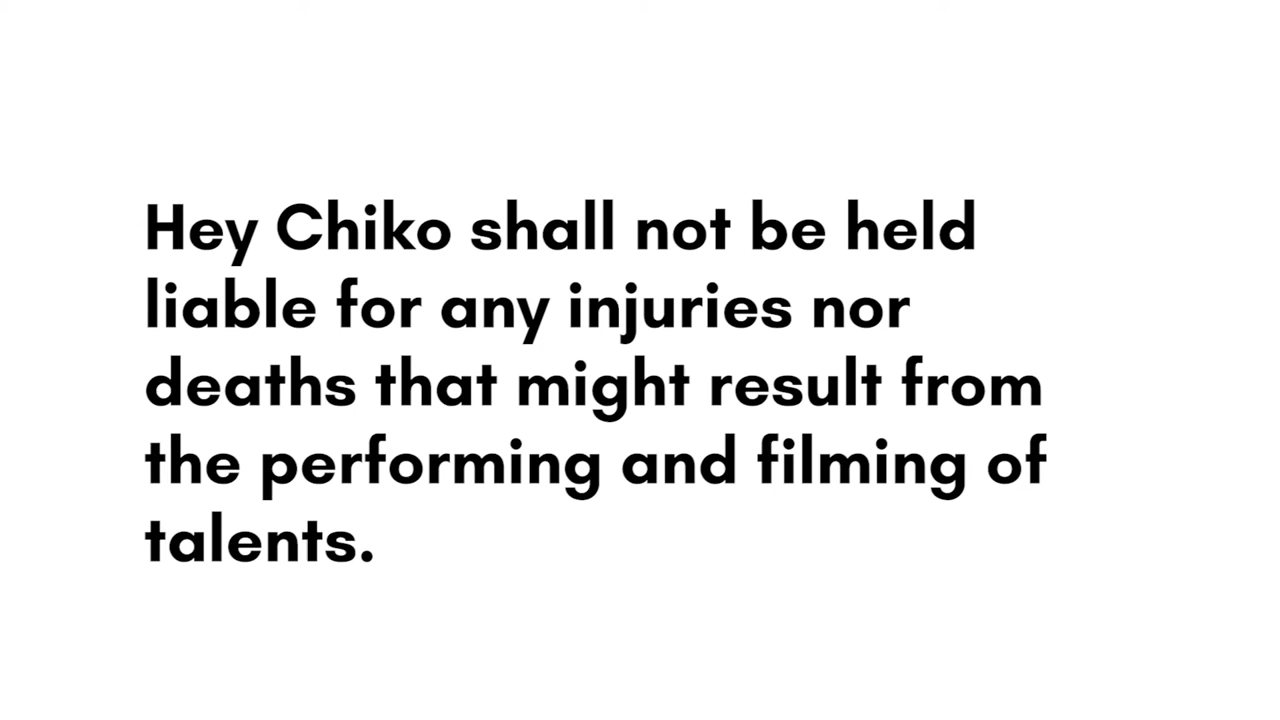 Hey Chiko shall not be held
liable for any injuries nor
deaths that might result from
the performing and filming of
talents.